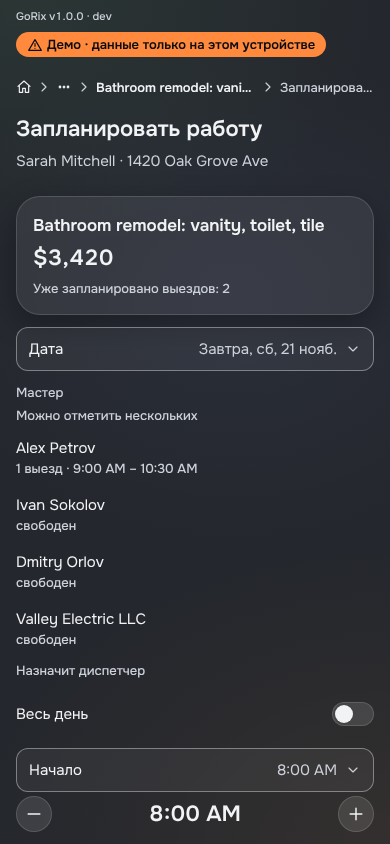 GoRix v1.0.0 · dev
Демо · данные только на этом устройстве
··· Bathroom remodel: vani... Запланирова...
Запланировать работу
Sarah Mitchell · 1420 Oak Grove Ave
Bathroom remodel: vanity, toilet, tile
$3,420
Уже запланировано выездов: 2
Дата Завтра, сб, 21 нояб.
Мастер
Можно отметить нескольких
Alex Petrov
1 выезд · 9:00 AM – 10:30 AM
Ivan Sokolov
свободен
Dmitry Orlov
свободен
Valley Electric LLC
свободен
Назначит диспетчер
Весь день
Начало 8:00 AM
− 8:00 AM +